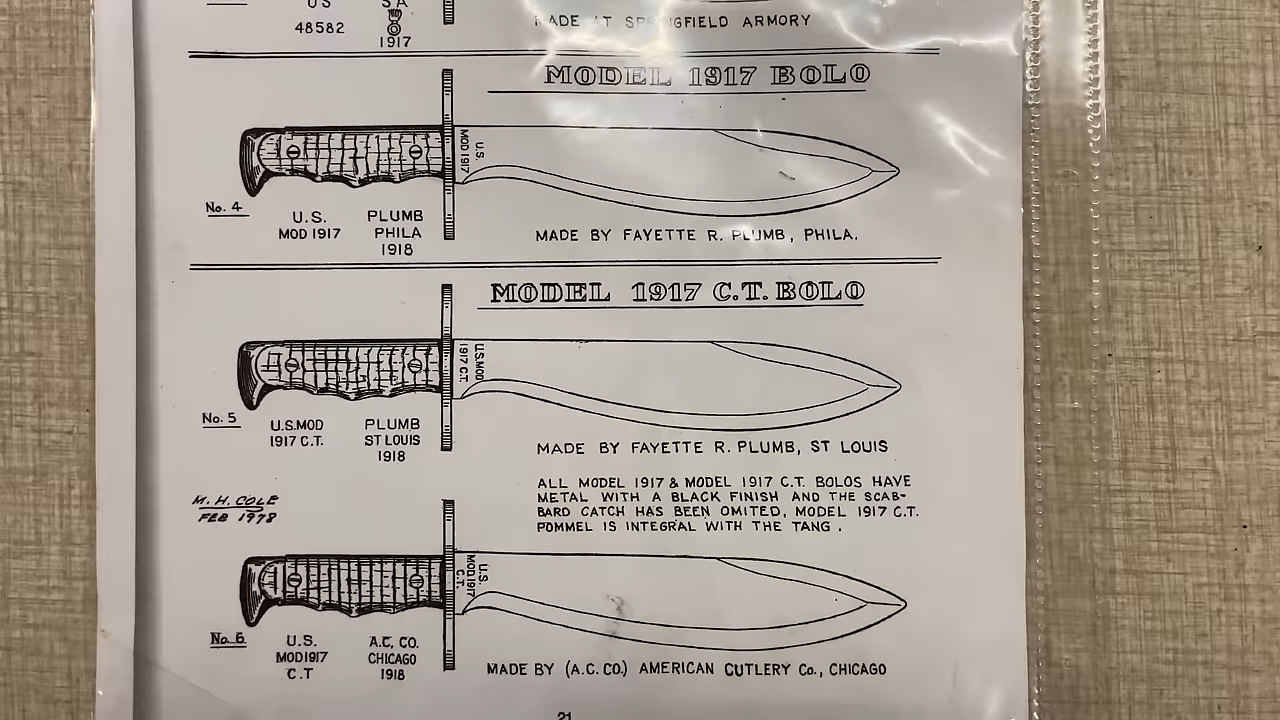 US S A
48582
1917
MADE AT SPRINGFIELD ARMORY
MODEL 1917 BOLO
U.S.
MOD 1917
No. 4
U.S. PLUMB
MOD 1917 PHILA
1918
MADE BY FAYETTE R. PLUMB, PHILA.
MODEL 1917 C.T. BOLO
U.S.MOD
1917 C.T.
No. 5
U.S.MOD PLUMB
1917 C.T. ST LOUIS
1918
MADE BY FAYETTE R. PLUMB, ST LOUIS
ALL MODEL 1917 & MODEL 1917 C.T. BOLOS HAVE
METAL WITH A BLACK FINISH AND THE SCAB-
BARD CATCH HAS BEEN OMITED, MODEL 1917 C.T.
POMMEL IS INTEGRAL WITH THE TANG.
M. H. COLE
FEB 1978
U.S.
MOD 1917
C.T.
No. 6
U.S. A.C. CO.
MOD 1917 CHICAGO
C.T 1918
MADE BY (A.C. CO.) AMERICAN CUTLERY Co., CHICAGO
21